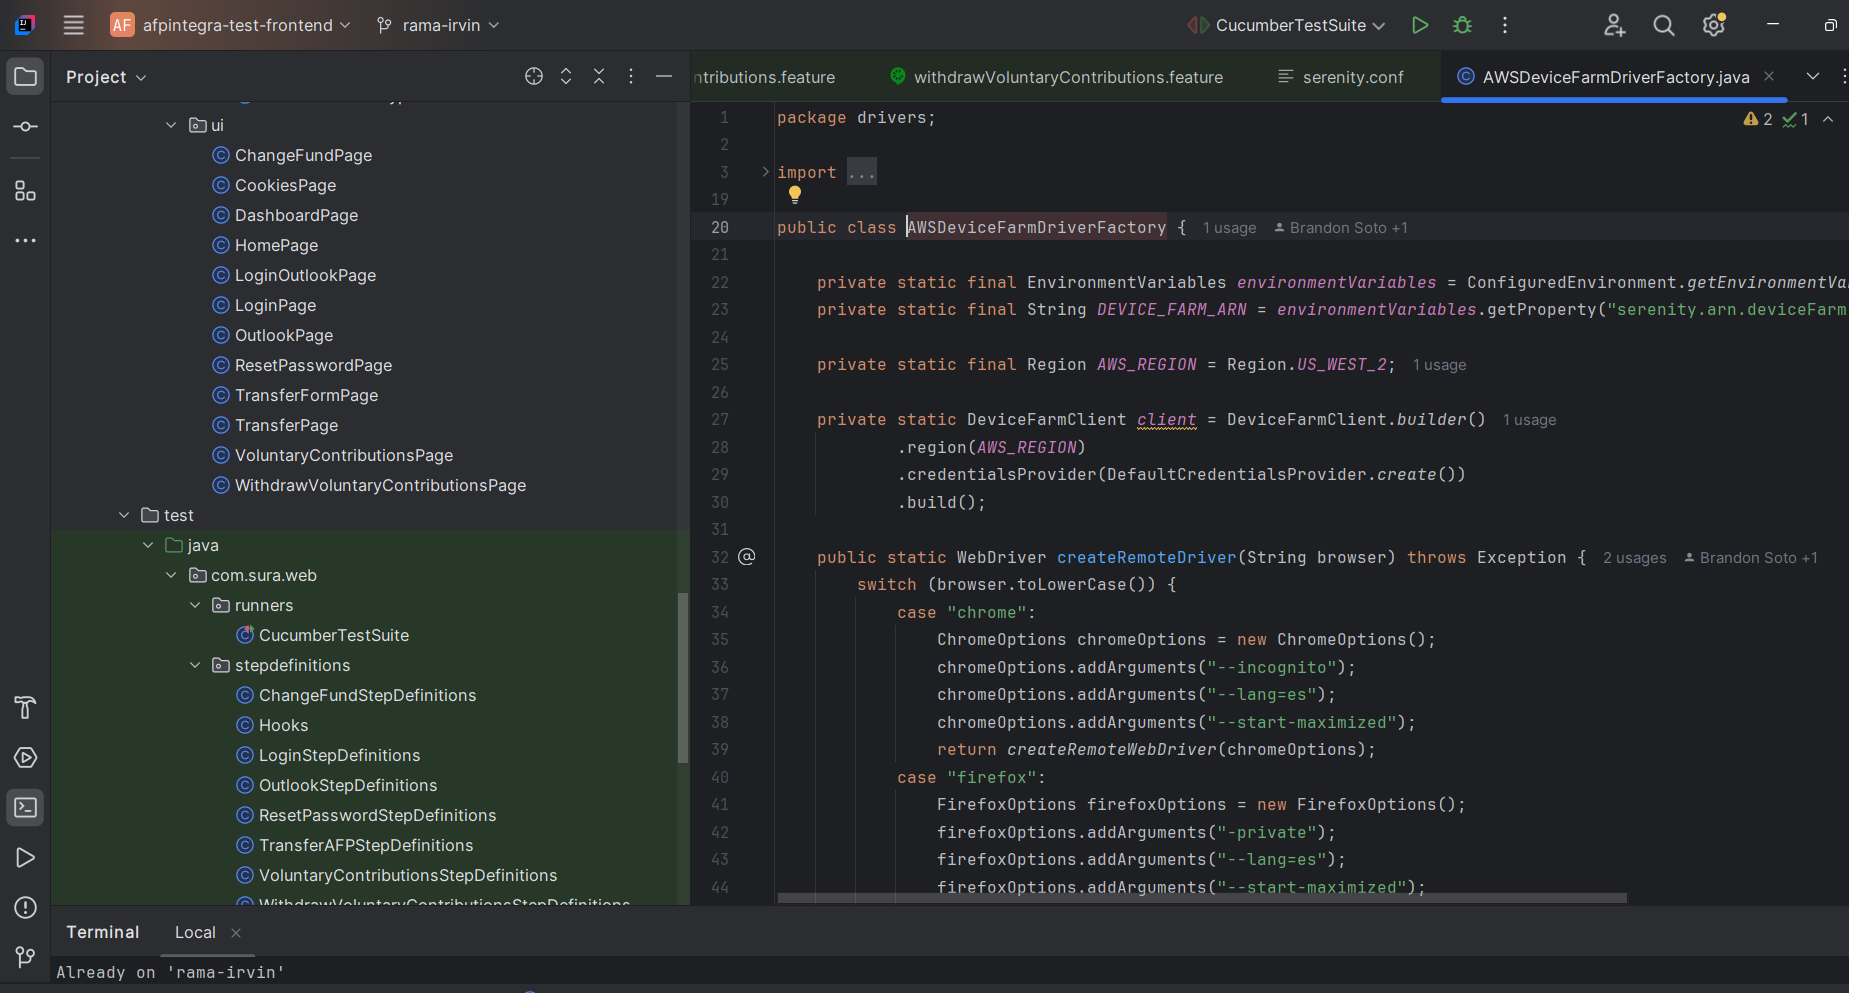 AF afpintegra-test-frontend rama-irvin CucumberTestSuite
Project
ui
ChangeFundPage
CookiesPage
DashboardPage
HomePage
LoginOutlookPage
LoginPage
OutlookPage
ResetPasswordPage
TransferFormPage
TransferPage
VoluntaryContributionsPage
WithdrawVoluntaryContributionsPage
test
java
com.sura.web
runners
CucumberTestSuite
stepdefinitions
ChangeFundStepDefinitions
Hooks
LoginStepDefinitions
OutlookStepDefinitions
ResetPasswordStepDefinitions
TransferAFPStepDefinitions
VoluntaryContributionsStepDefinitions
WithdrawVoluntaryContributionsStepDefinitions
ntributions.feature withdrawVoluntaryContributions.feature serenity.conf AWSDeviceFarmDriverFactory.java
2 1
1 package drivers;
2
3 import ...
19
20 public class AWSDeviceFarmDriverFactory { 1 usage Brandon Soto +1
21
22 private static final EnvironmentVariables environmentVariables = ConfiguredEnvironment.getEnvironmentVa
23 private static final String DEVICE_FARM_ARN = environmentVariables.getProperty("serenity.arn.deviceFarm
24
25 private static final Region AWS_REGION = Region.US_WEST_2; 1 usage
26
27 private static DeviceFarmClient client = DeviceFarmClient.builder() 1 usage
28 .region(AWS_REGION)
29 .credentialsProvider(DefaultCredentialsProvider.create())
30 .build();
31
32 @ public static WebDriver createRemoteDriver(String browser) throws Exception { 2 usages Brandon Soto +1
33 switch (browser.toLowerCase()) {
34 case "chrome":
35 ChromeOptions chromeOptions = new ChromeOptions();
36 chromeOptions.addArguments("--incognito");
37 chromeOptions.addArguments("--lang=es");
38 chromeOptions.addArguments("--start-maximized");
39 return createRemoteWebDriver(chromeOptions);
40 case "firefox":
41 FirefoxOptions firefoxOptions = new FirefoxOptions();
42 firefoxOptions.addArguments("-private");
43 firefoxOptions.addArguments("--lang=es");
44 firefoxOptions.addArguments("--start-maximized");
Terminal Local
Already on 'rama-irvin'